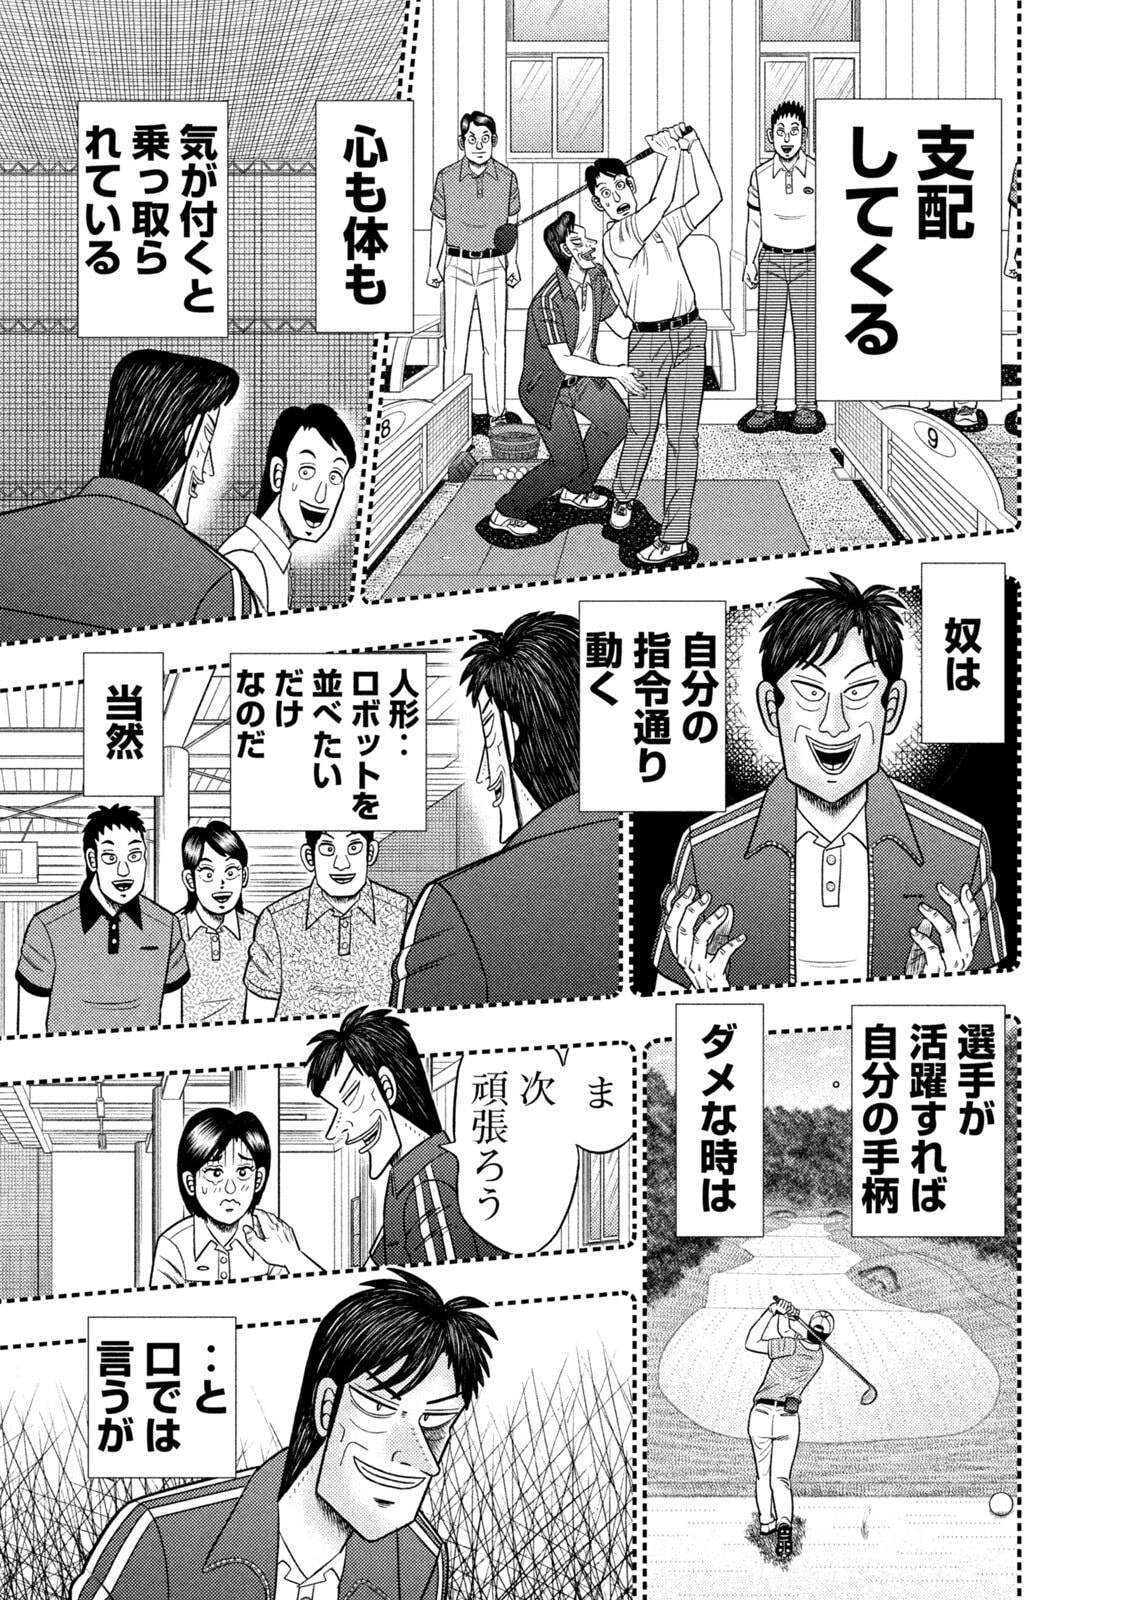 支配
してくる
心も体も
気が付くと
乗っ取ら
れている
奴は
自分の
指令通り
動く
人形‥
ロボットを
並べたい
だけ
なのだ
当然
選手が
活躍すれば
自分の手柄
ダメな時は
ま
次
頑張ろう
‥と
口では
言うが
8
9